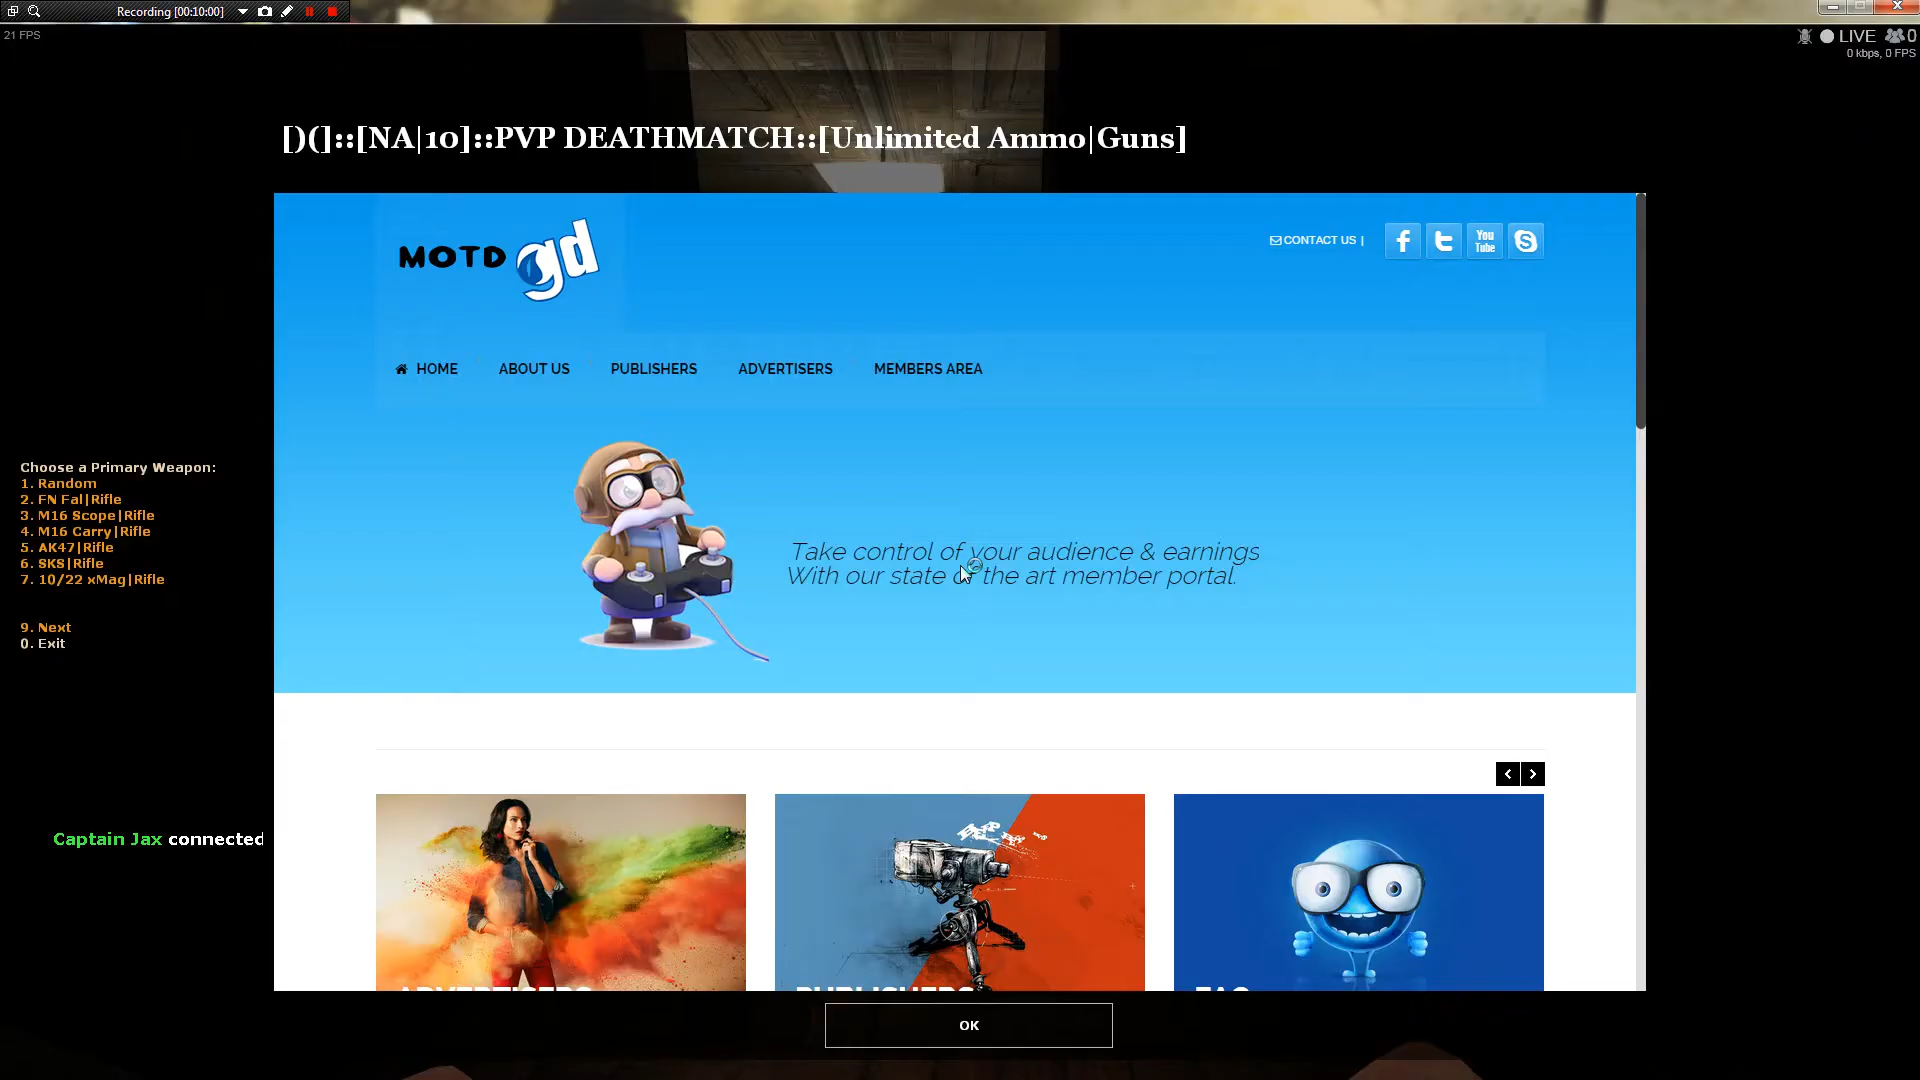 Recording [00:10:00]
21 FPS
LIVE 0
0 kbps, 0 FPS
[)(]::[NA|10]::PVP DEATHMATCH::[Unlimited Ammo|Guns]
MOTD gd
CONTACT US |
You Tube
HOME ABOUT US PUBLISHERS ADVERTISERS MEMBERS AREA
Choose a Primary Weapon:
1. Random
2. FN Fal|Rifle
3. M16 Scope|Rifle
4. M16 Carry|Rifle
5. AK47|Rifle
6. SKS|Rifle
7. 10/22 xMag|Rifle
9. Next
0. Exit
Take control of your audience & earnings
With our state of the art member portal.
Captain Jax connected
ADVERTISERS
PUBLISHERS
FAQ
OK